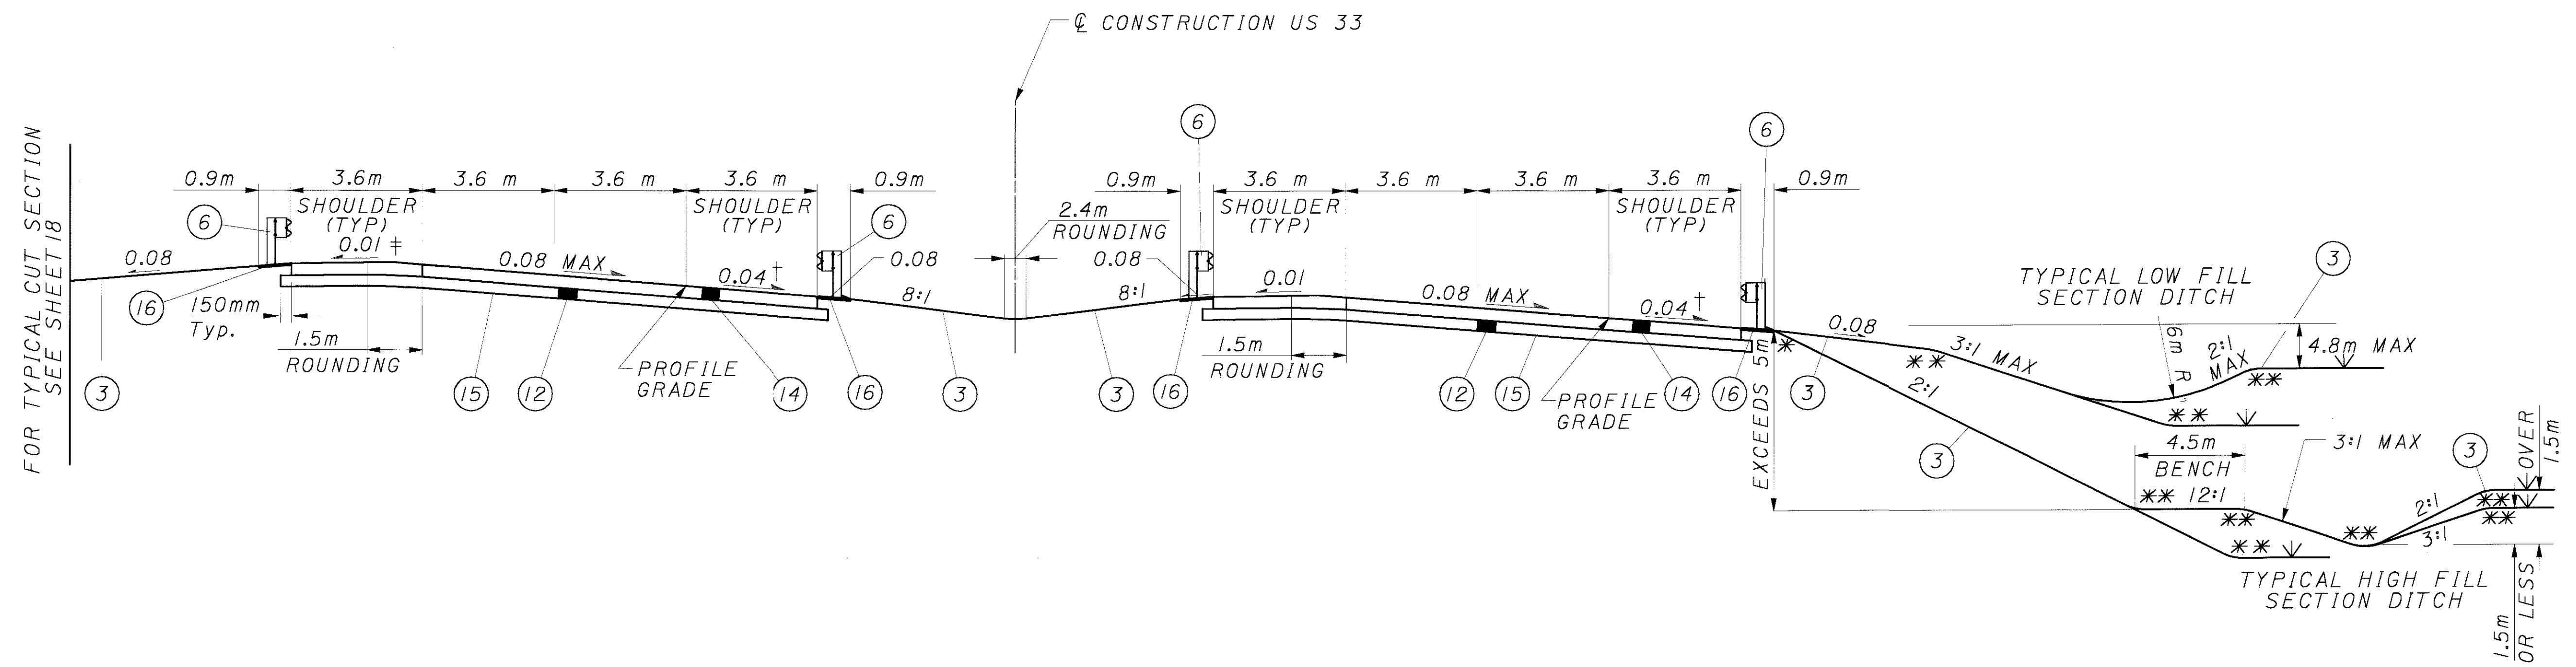 ℄ CONSTRUCTION US 33
FOR TYPICAL CUT SECTION
SEE SHEET 18
0.9m
3.6m
3.6 m
3.6 m
3.6 m
0.9m
SHOULDER
(TYP)
SHOULDER
(TYP)
6
6
0.08
0.01 ‡
0.08 MAX
0.04 †
0.08
8:1
16
150mm
Typ.
1.5m
ROUNDING
3
15
12
PROFILE
GRADE
14
16
3
2.4m
ROUNDING
6
0.9m
3.6 m
3.6 m
3.6 m
3.6 m
0.9m
SHOULDER
(TYP)
SHOULDER
(TYP)
6
8:1
0.08
0.01
0.08 MAX
0.04 †
0.08
3
16
1.5m
ROUNDING
12
15
PROFILE
GRADE
14
16
3
*
EXCEEDS 5m
** 3:1 MAX
2:1
3
TYPICAL LOW FILL
SECTION DITCH
3
6m R
2:1
MAX
4.8m MAX
**
**
4.5m
BENCH
3:1 MAX
** 12:1
**
**
**
2:1
3:1
3
**
**
OVER
1.5m
TYPICAL HIGH FILL
SECTION DITCH
1.5m
OR LESS